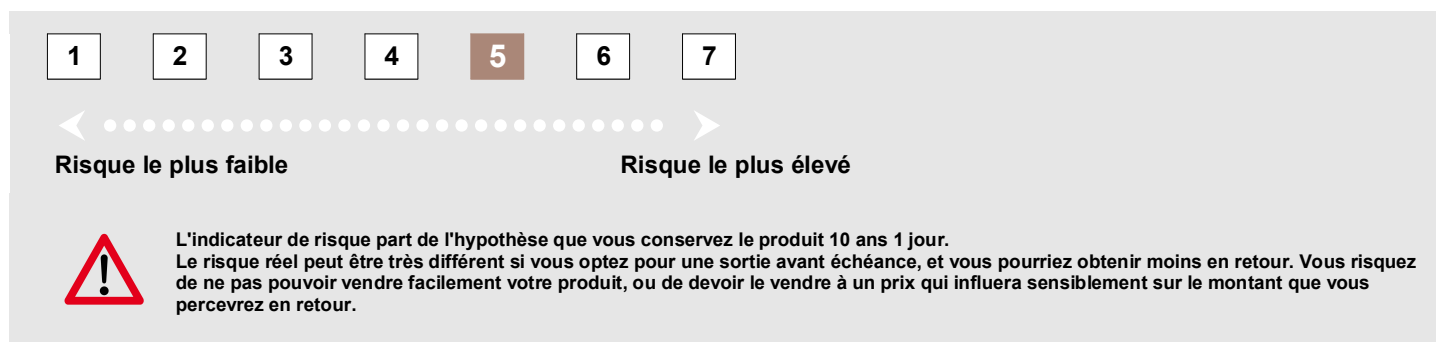 1 2 3 4 5 6 7
Risque le plus faible Risque le plus élevé
L'indicateur de risque part de l'hypothèse que vous conservez le produit 10 ans 1 jour.
Le risque réel peut être très différent si vous optez pour une sortie avant échéance, et vous pourriez obtenir moins en retour. Vous risquez
de ne pas pouvoir vendre facilement votre produit, ou de devoir le vendre à un prix qui influera sensiblement sur le montant que vous
percevrez en retour.